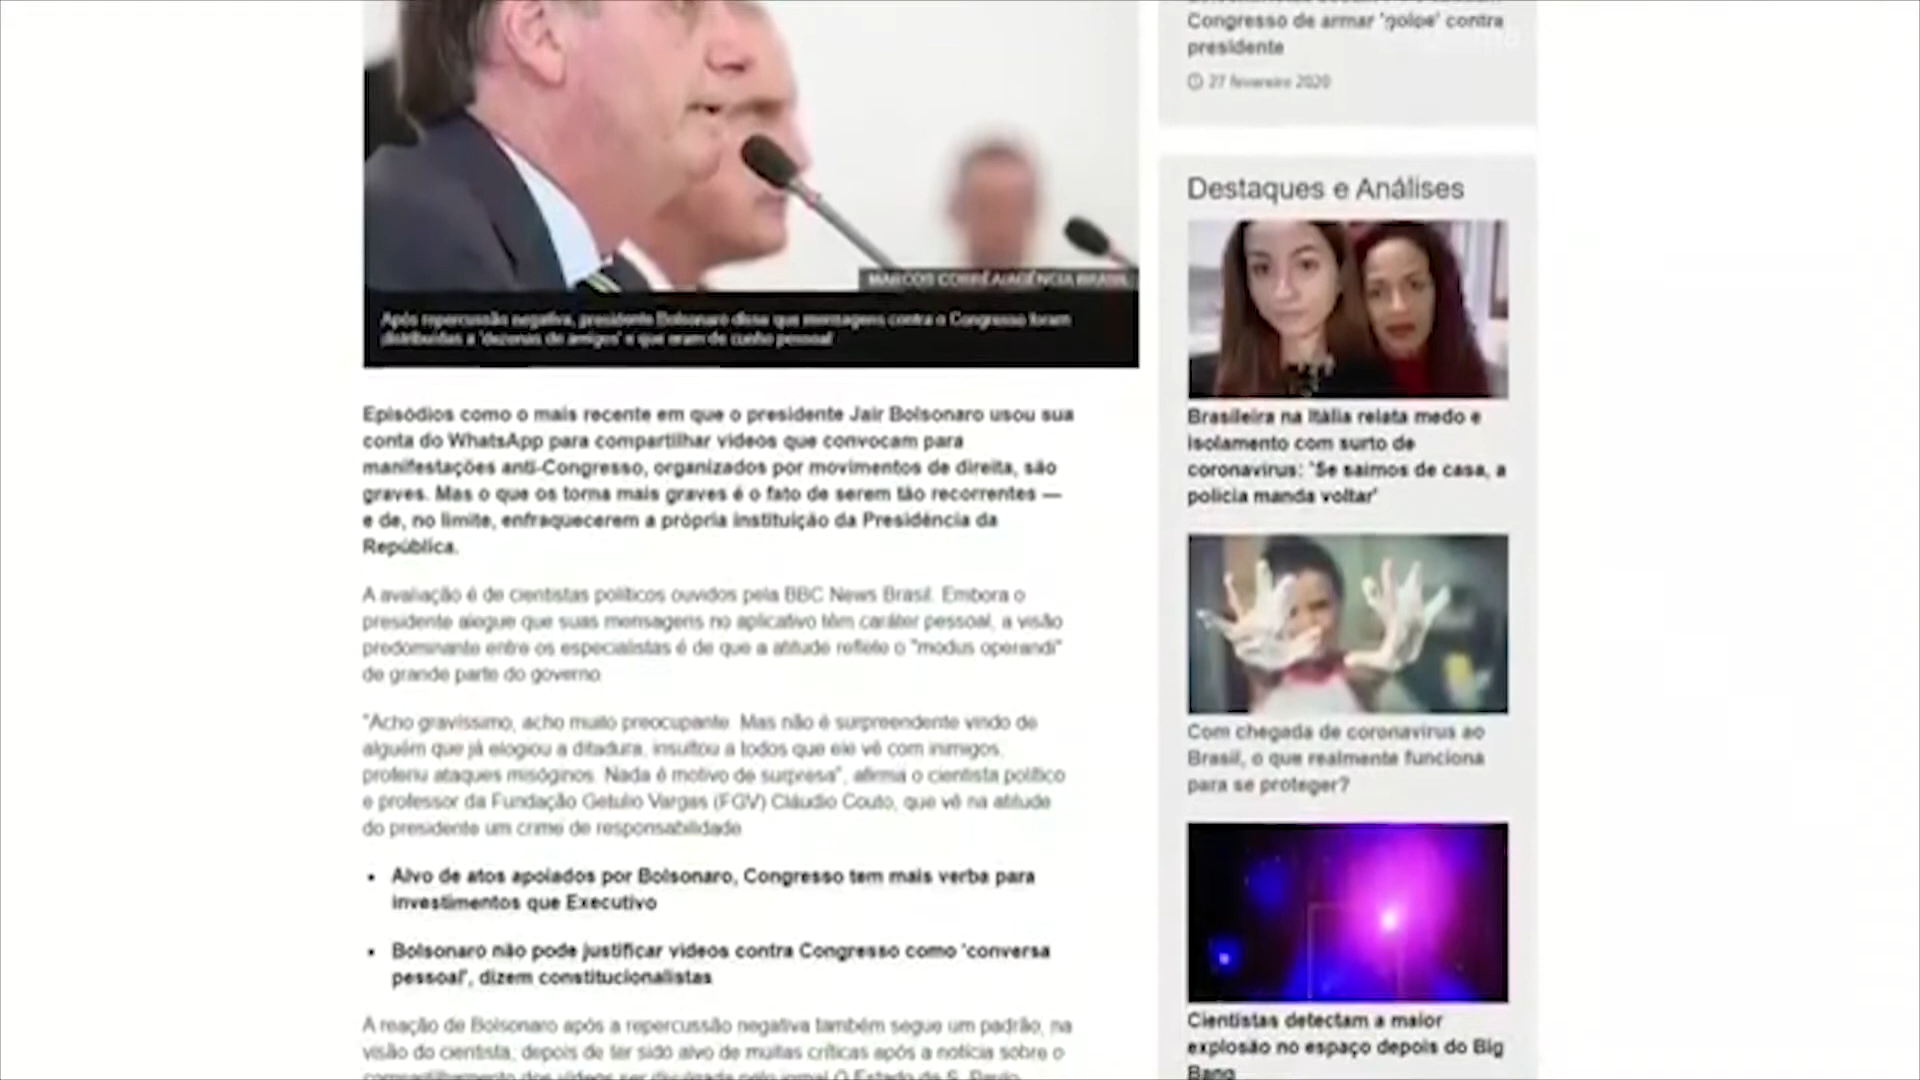 MARCOS CORRÊA/AGÊNCIA BRASIL
Após repercussão negativa, presidente Bolsonaro disse que mensagens contra o Congresso foram
distribuídas a 'dezenas de amigos' e que eram de cunho pessoal
Episódios como o mais recente em que o presidente Jair Bolsonaro usou sua
conta do WhatsApp para compartilhar vídeos que convocam para
manifestações anti-Congresso, organizados por movimentos de direita, são
graves. Mas o que os torna mais graves é o fato de serem tão recorrentes —
e de, no limite, enfraquecerem a própria instituição da Presidência da
República.
A avaliação é de cientistas políticos ouvidos pela BBC News Brasil. Embora o
presidente alegue que suas mensagens no aplicativo têm caráter pessoal, a visão
predominante entre os especialistas é de que a atitude reflete o "modus operandi"
de grande parte do governo.
"Acho gravíssimo, acho muito preocupante. Mas não é surpreendente vindo de
alguém que já elogiou a ditadura, insultou a todos que ele vê com inimigos,
proferiu ataques misóginos. Nada é motivo de surpresa", afirma o cientista político
e professor da Fundação Getulio Vargas (FGV) Cláudio Couto, que vê na atitude
do presidente um crime de responsabilidade.
• Alvo de atos apoiados por Bolsonaro, Congresso tem mais verba para
investimentos que Executivo
• Bolsonaro não pode justificar vídeos contra Congresso como 'conversa
pessoal', dizem constitucionalistas
A reação de Bolsonaro após a repercussão negativa também segue um padrão, na
visão do cientista; depois de ter sido alvo de muitas críticas após a notícia sobre o
compartilhamento dos vídeos ser divulgada pelo jornal O Estado de S. Paulo
Congresso de armar 'golpe' contra
presidente
27 fevereiro 2020
Destaques e Análises
Brasileira na Itália relata medo e
isolamento com surto de
coronavírus: 'Se saímos de casa, a
polícia manda voltar'
Com chegada de coronavírus ao
Brasil, o que realmente funciona
para se proteger?
Cientistas detectam a maior
explosão no espaço depois do Big
Bang